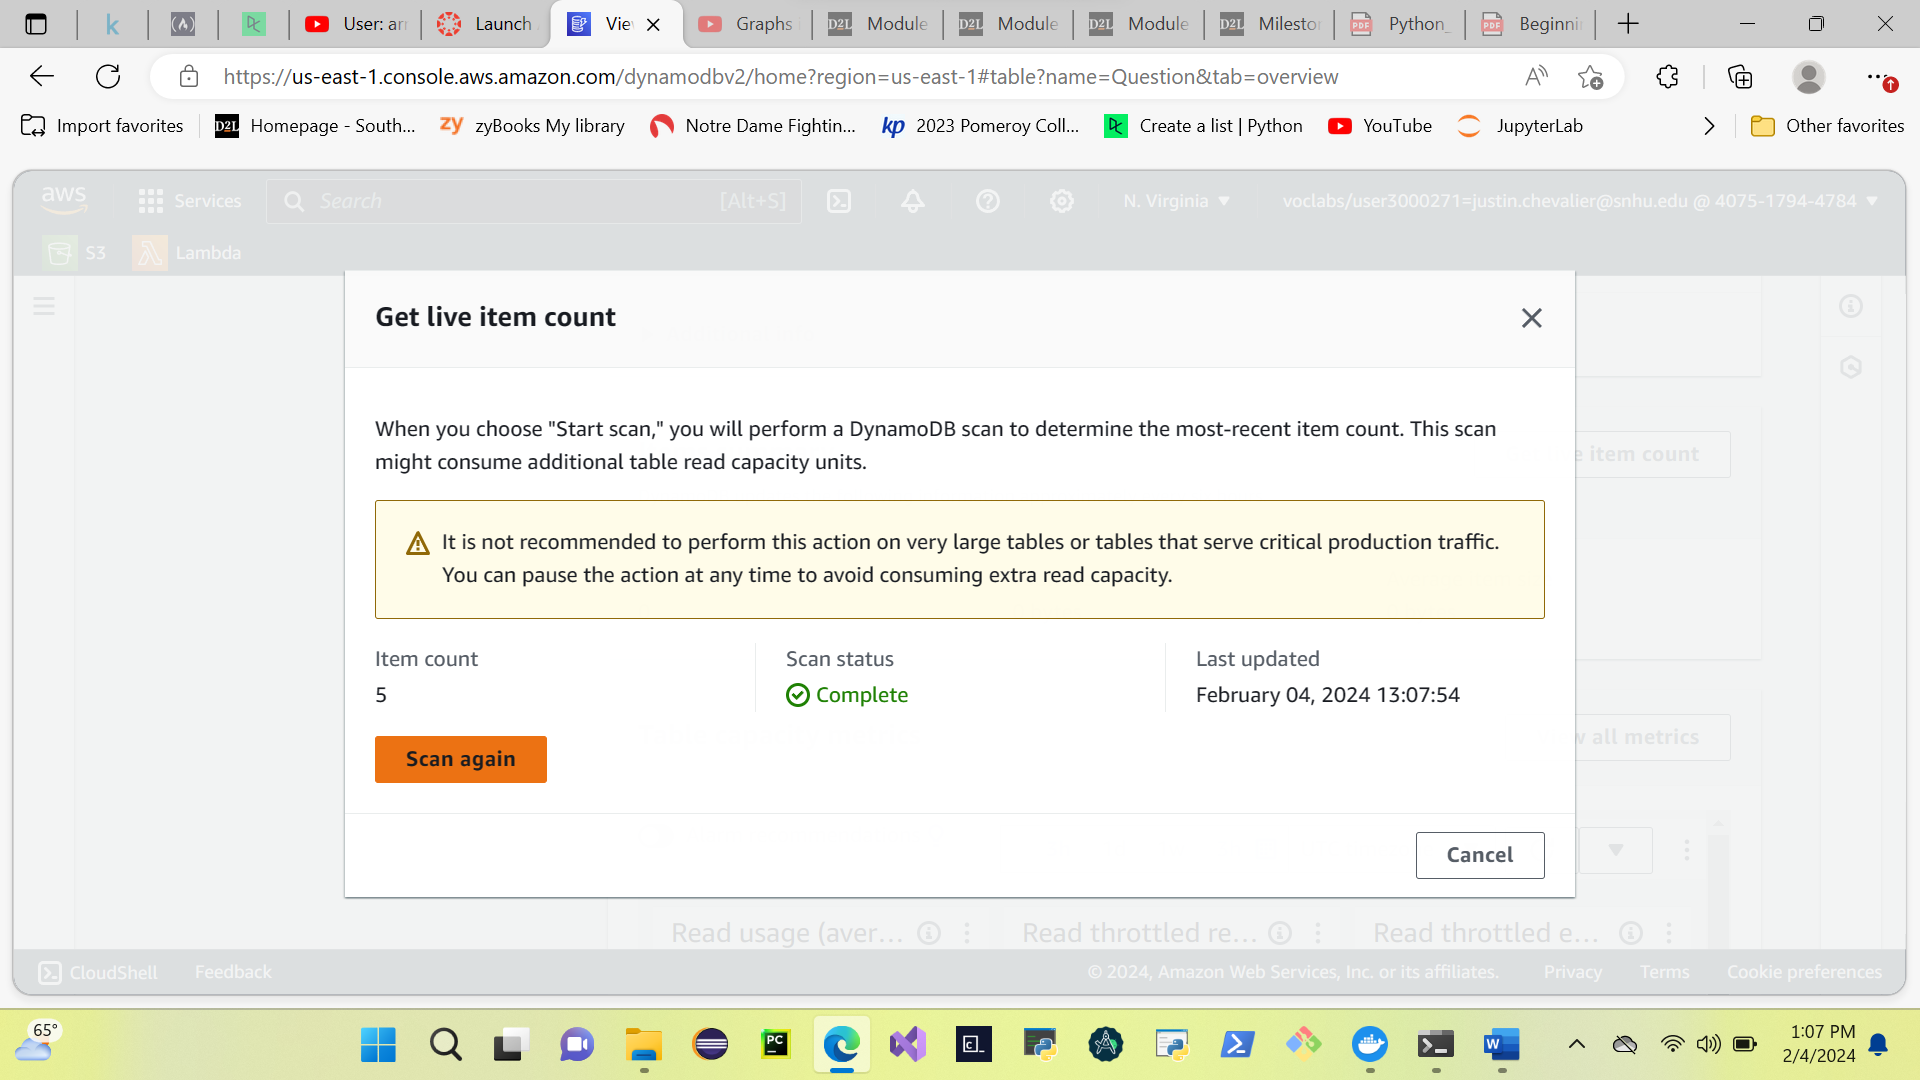 User: arn
Launch
Viev
Graphs
Module
Module
Module
Mileston
Python_
Beginnin
https://us-east-1.console.aws.amazon.com/dynamodbv2/home?region=us-east-1#table?name=Question&tab=overview
Import favorites
D2L Homepage - South...
zy zyBooks My library
Notre Dame Fightin...
kp 2023 Pomeroy Coll...
Create a list | Python
YouTube
JupyterLab
Other favorites
aws
Services
Search
[Alt+S]
N. Virginia
voclabs/user3000271=justin.chevalier@snhu.edu @ 4075-1794-4784
S3
Lambda
Get live item count
When you choose "Start scan," you will perform a DynamoDB scan to determine the most-recent item count. This scan
might consume additional table read capacity units.
e item count
It is not recommended to perform this action on very large tables or tables that serve critical production traffic.
You can pause the action at any time to avoid consuming extra read capacity.
Item count
Scan status
Last updated
5
Complete
February 04, 2024 13:07:54
w all metrics
Scan again
Cancel
Read usage (aver...
Read throttled re...
Read throttled e...
CloudShell
Feedback
© 2024, Amazon Web Services, Inc. or its affiliates.
Privacy
Terms
Cookie preferences
65°
1:07 PM
2/4/2024